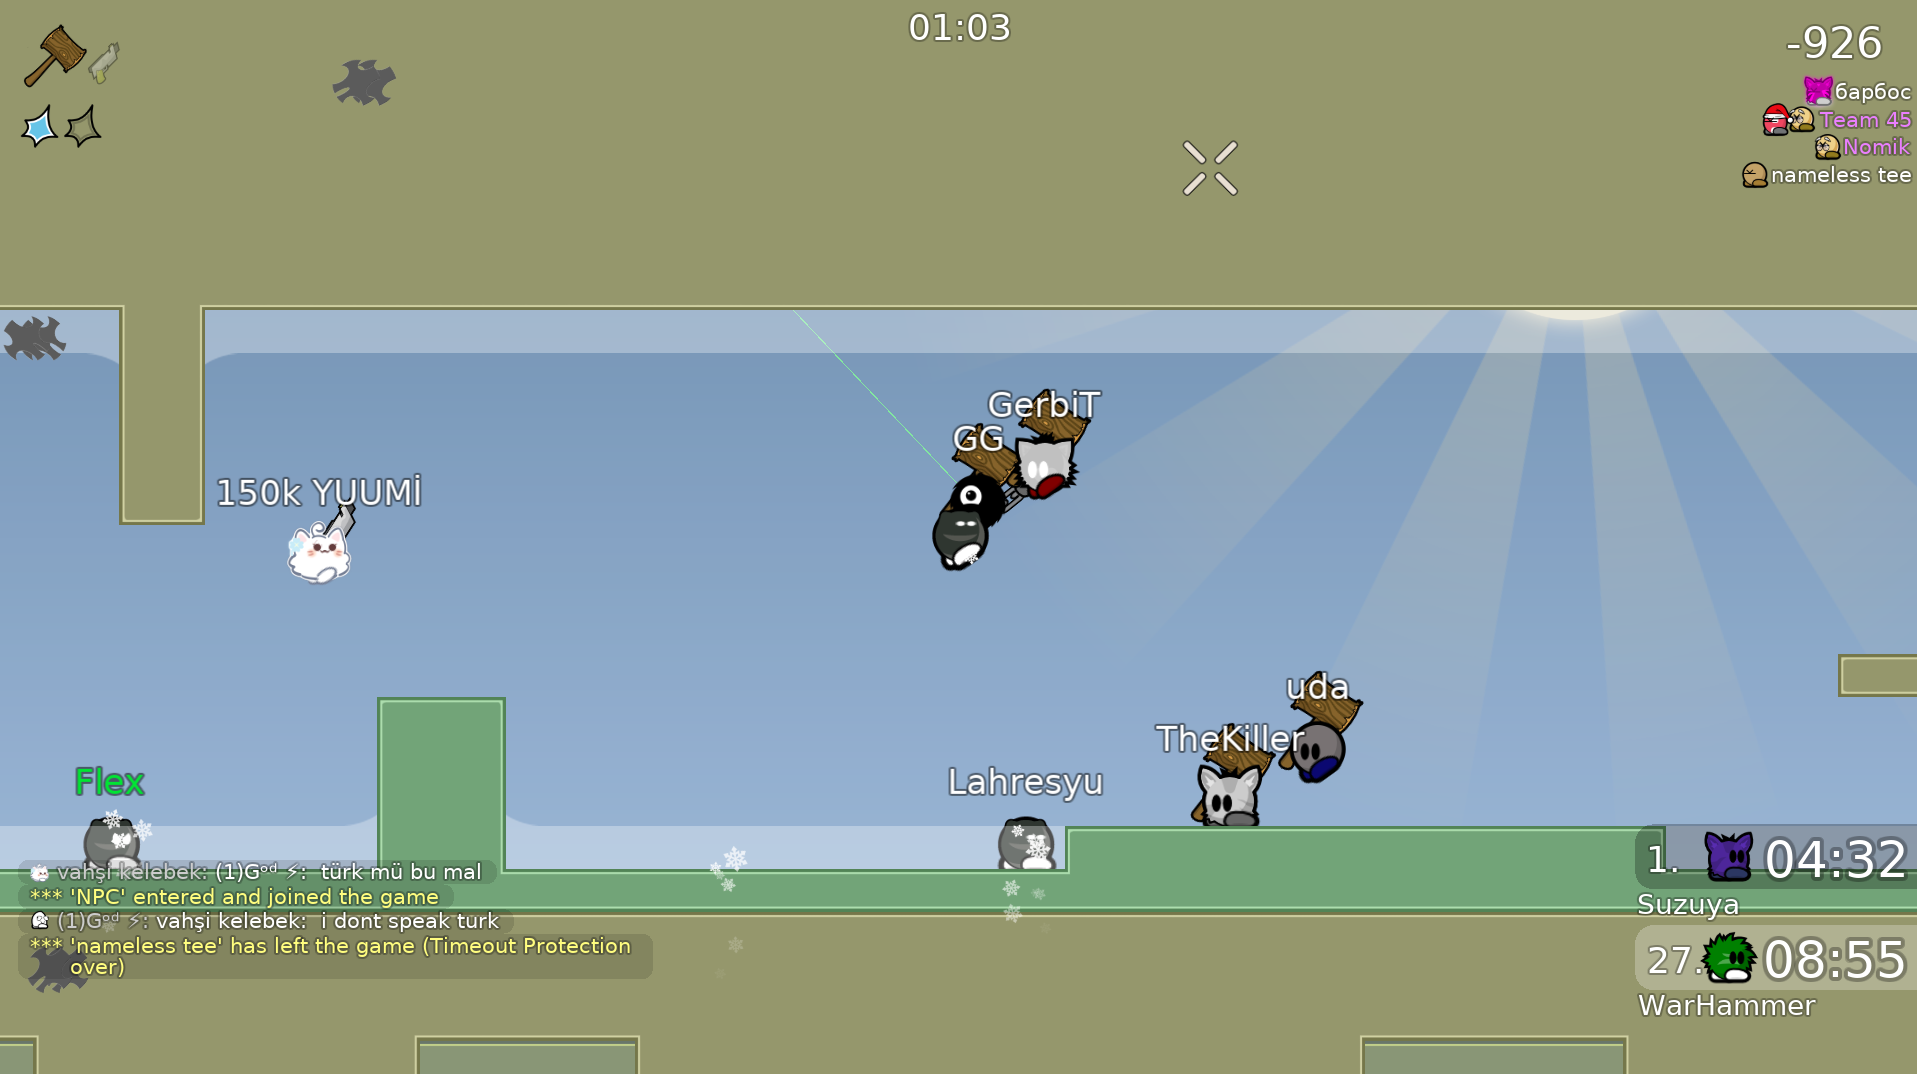 01:03
-926
барбос
Team 45
Nomik
nameless tee
GerbiT
GG
150k YUUMİ
uda
TheKiller
Flex
Lahresyu
vahşi kelebek: (1)Gᵒᵈ ⚡: türk mü bu mal
*** 'NPC' entered and joined the game
(1)Gᵒᵈ ⚡: vahşi kelebek: i dont speak turk
*** 'nameless tee' has left the game (Timeout Protection
over)
1. 04:32
Suzuya
27. 08:55
WarHammer